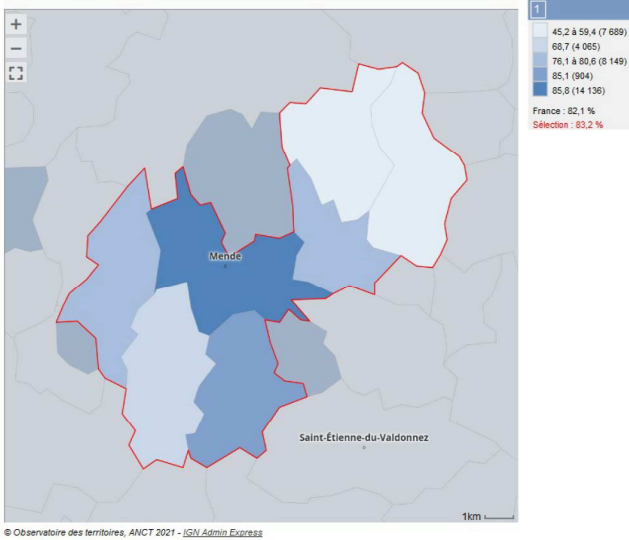 1
45,2 à 59,4 (7 689)
68,7 (4 065)
76,1 à 80,6 (8 149)
85,1 (904)
85,8 (14 136)
France : 82,1 %
Sélection : 83,2 %
+
−
Mende
Saint-Étienne-du-Valdonnez
1km
© Observatoire des territoires, ANCT 2021 - IGN Admin Express